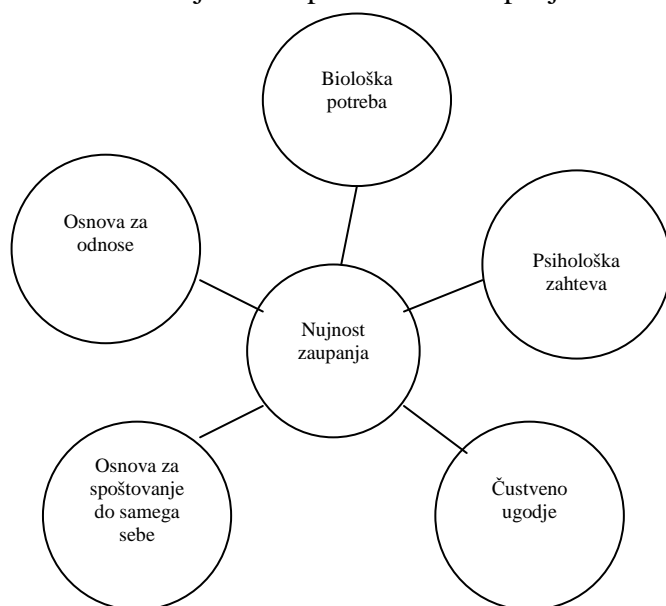 Biološka
potreba
Osnova za
odnose
Psihološka
zahteva
Nujnost
zaupanja
Osnova za
spoštovanje
do samega
sebe
Čustveno
ugodje